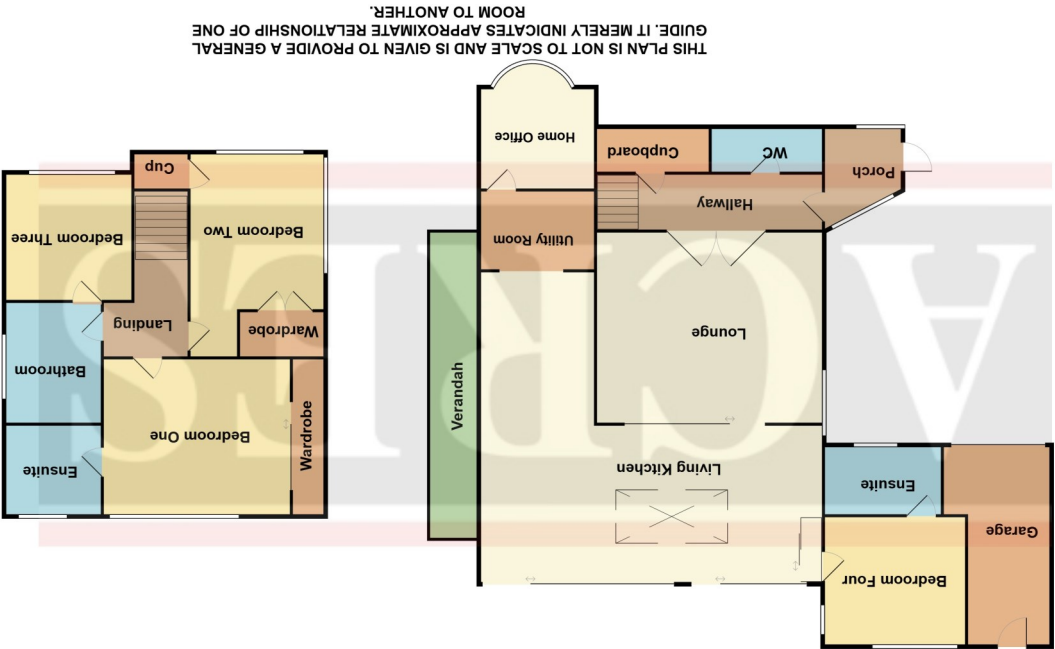 Bedroom Four
Garage
Ensuite
Living Kitchen
Verandah
Lounge
Utility Room
Hallway
Porch
WC
Cupboard
Home Office
Ensuite
Bedroom One
Wardrobe
Bathroom
Wardrobe
Landing
Bedroom Two
Bedroom Three
Cup
ACRES
THIS PLAN IS NOT TO SCALE AND IS GIVEN TO PROVIDE A GENERAL
GUIDE. IT MERELY INDICATES APPROXIMATE RELATIONSHIP OF ONE
ROOM TO ANOTHER.